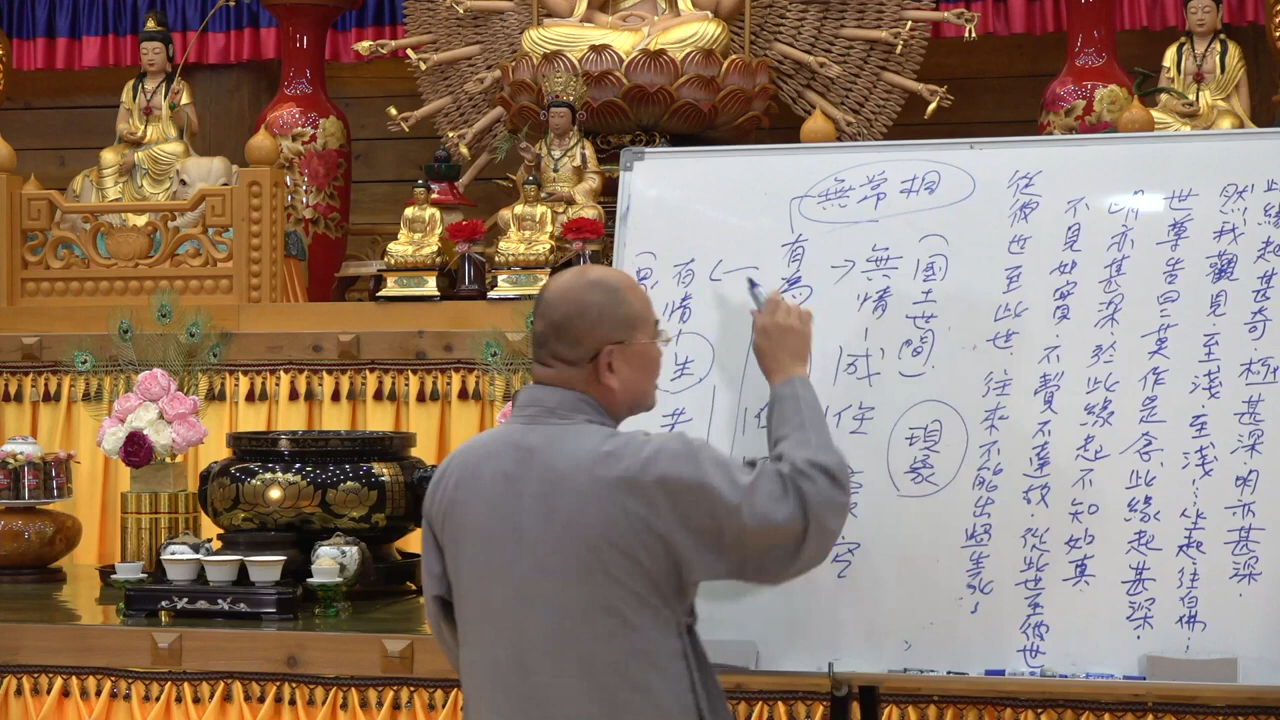 此緣起甚奇極甚深明亦甚深.
然我觀見至淺至淺…坐起往白佛…
世尊告曰莫作是念此緣起甚深.
明亦甚深於此緣起不知如真
不見如實.不覺不達故.從此世至彼世
從彼世至此世.往來不能出於生死.
無常相
(國土世間)
現象
無情-成住
有為
有情
生